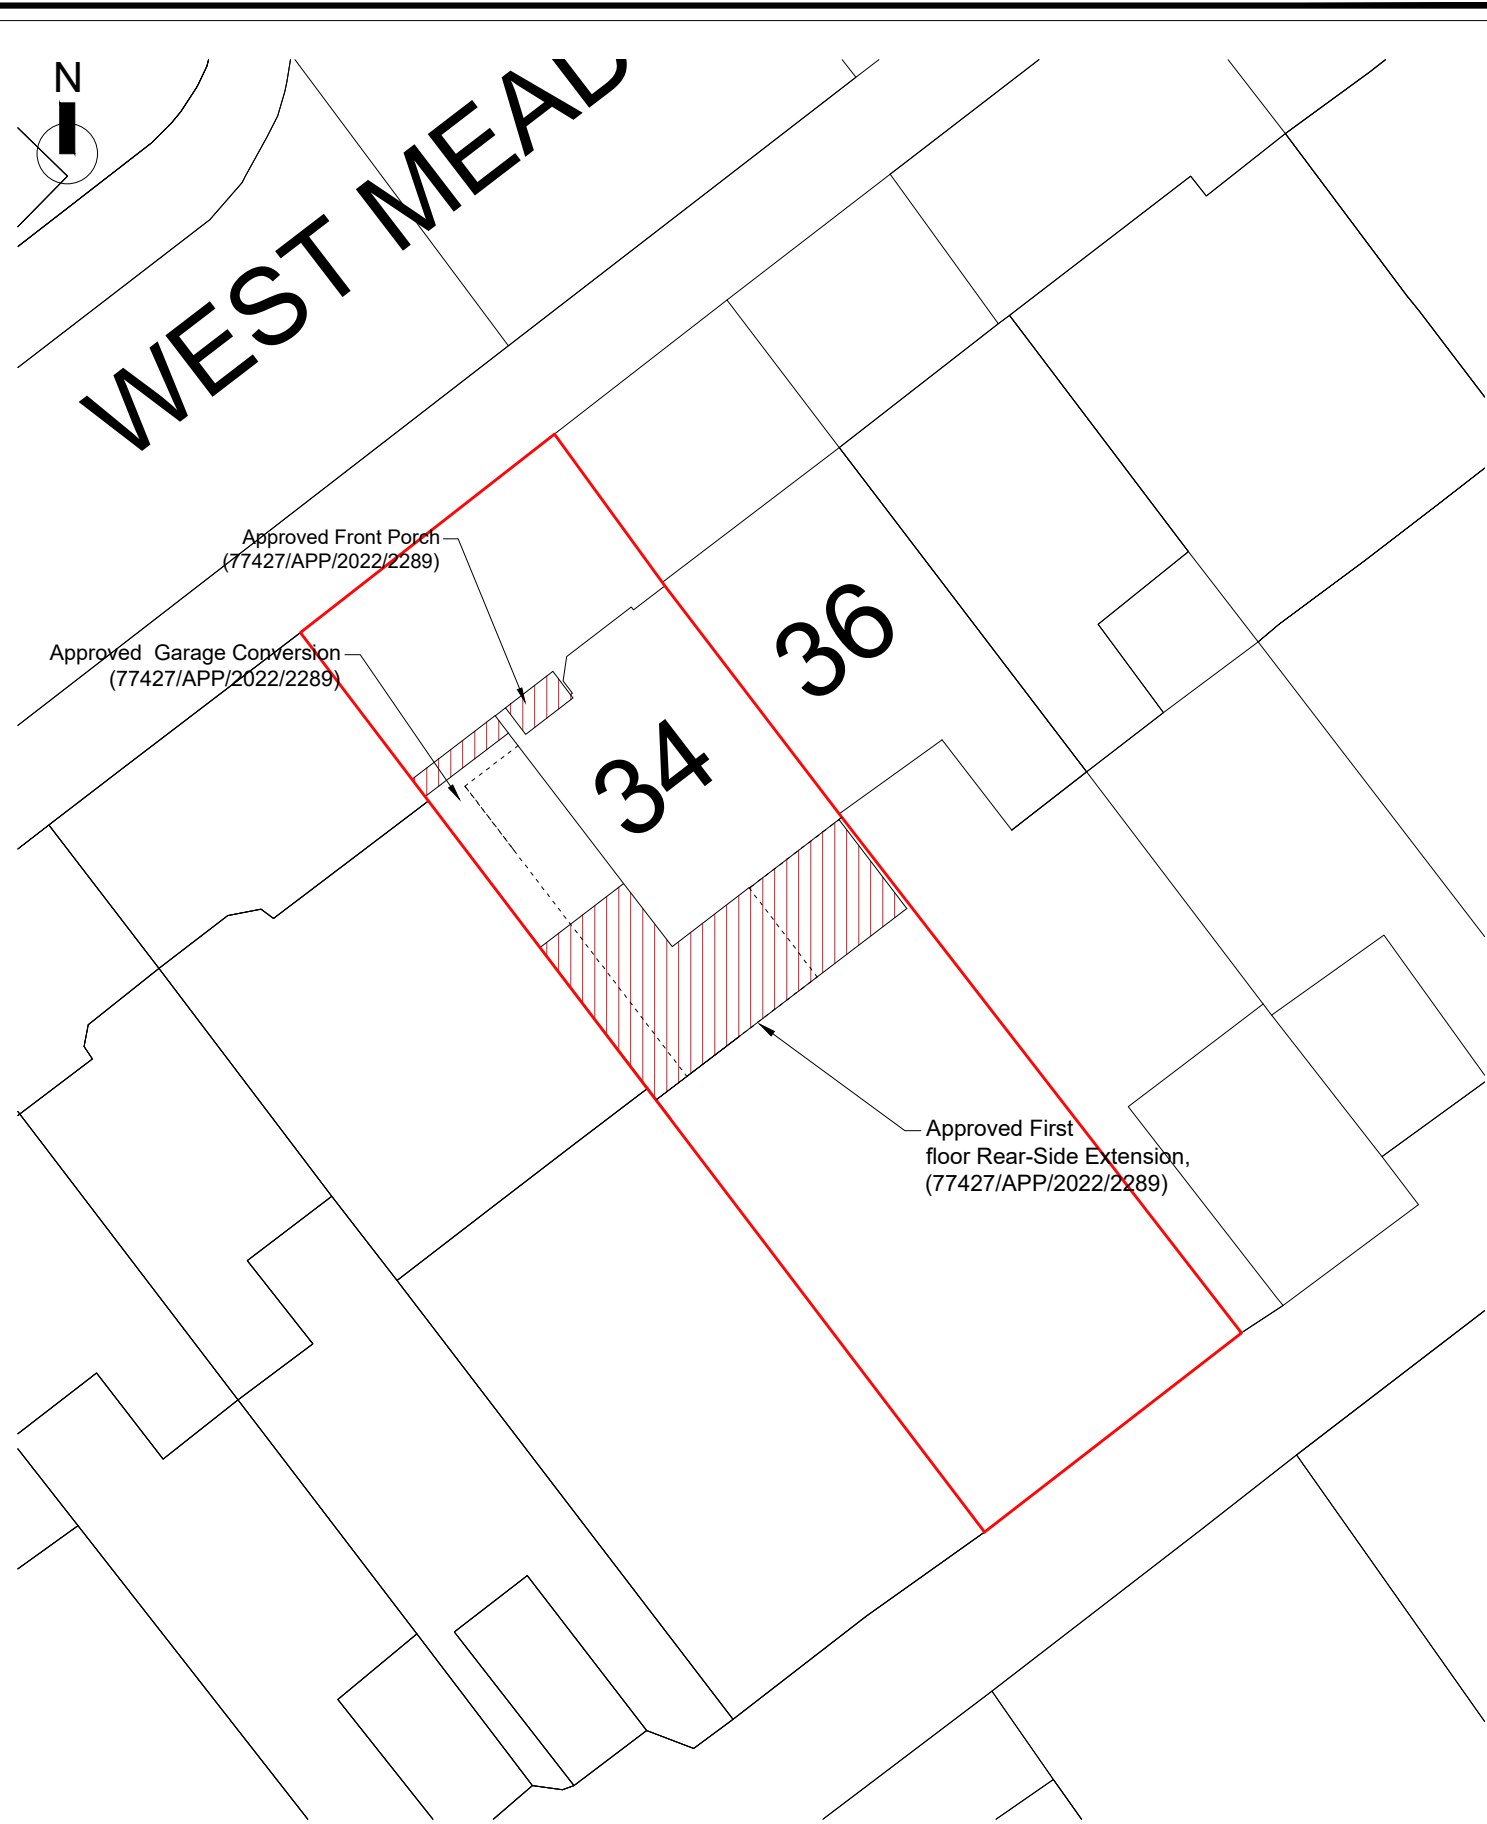 N
WEST MEAD
Approved Front Porch
(77427/APP/2022/2289)
Approved  Garage Conversion
(77427/APP/2022/2289)
36
34
Approved First
floor Rear-Side Extension,
(77427/APP/2022/2289)